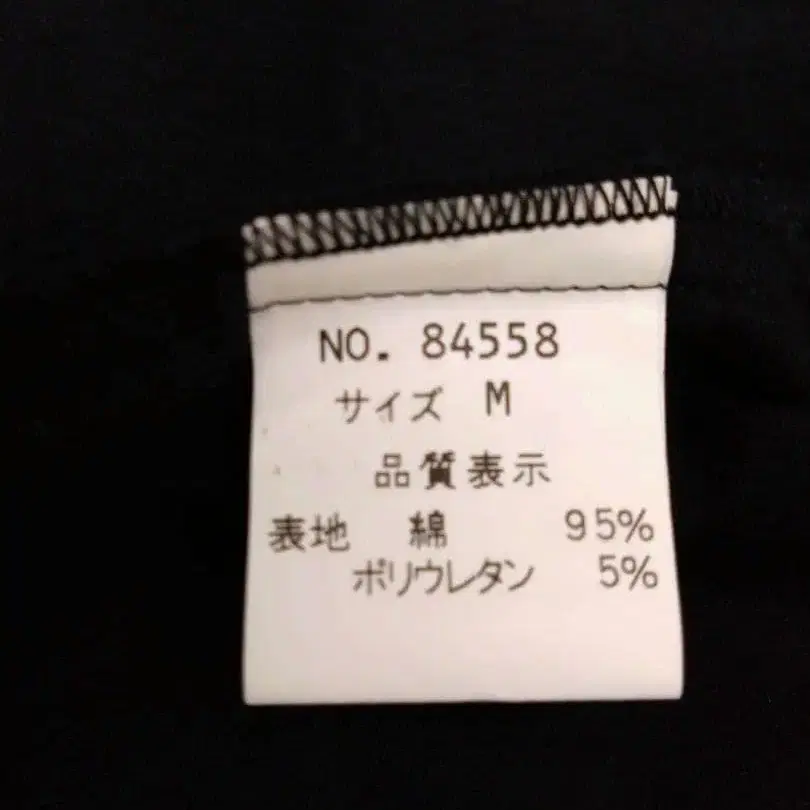 NO. 84558
サイズ M
品質表示
表地 綿 95%
ポリウレタン 5%